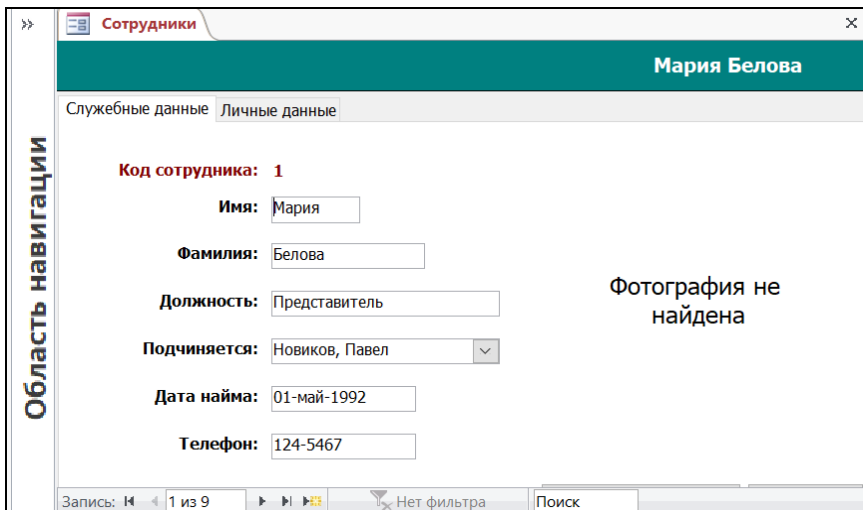 Сотрудники
Мария Белова
Служебные данные Личные данные
Область навигации
Код сотрудника: 1
Имя: Мария
Фамилия: Белова
Должность: Представитель
Подчиняется: Новиков, Павел
Дата найма: 01-май-1992
Телефон: 124-5467
Фотография не
найдена
Запись: 1 из 9 Нет фильтра Поиск